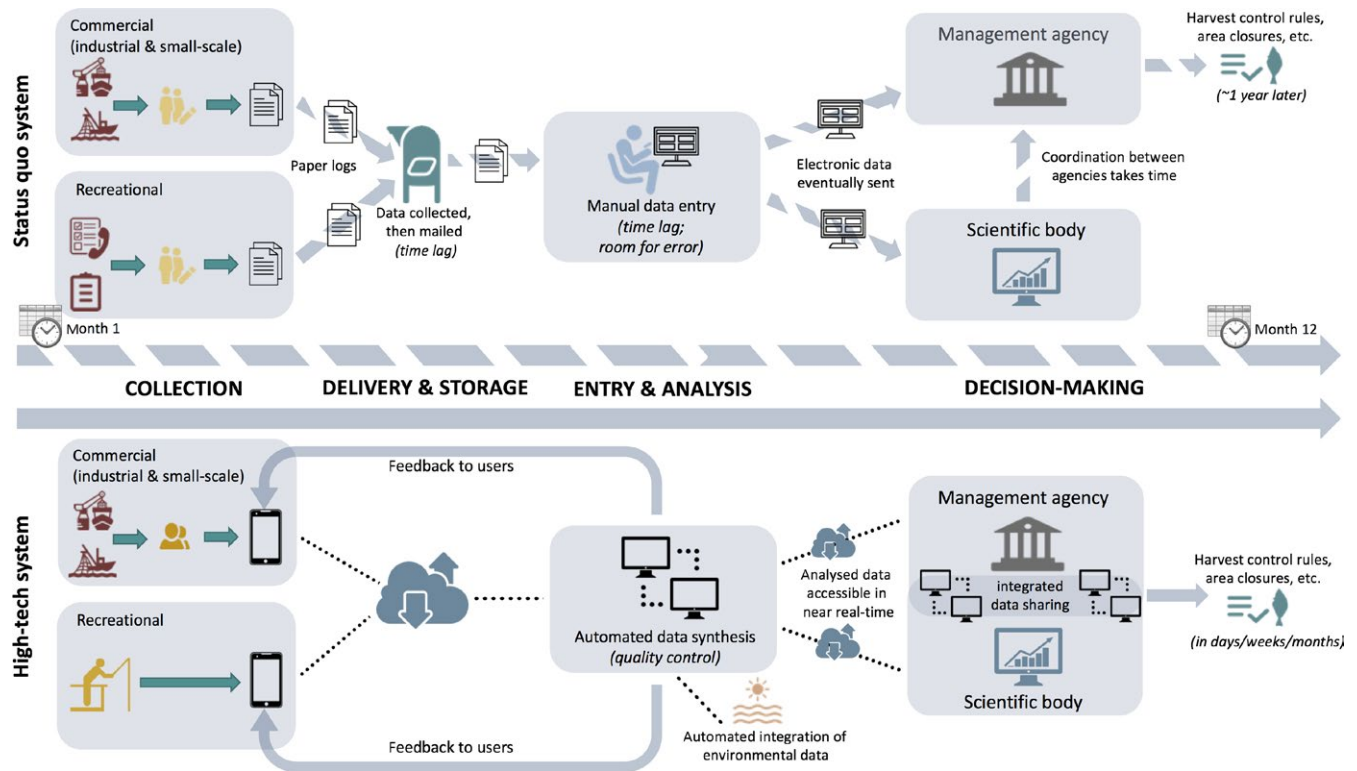 Status quo system
Commercial
(industrial & small-scale)
Recreational
Paper logs
Data collected,
then mailed
(time lag)
Manual data entry
(time lag;
room for error)
Electronic data
eventually sent
Management agency
Coordination between
agencies takes time
Scientific body
Harvest control rules,
area closures, etc.
(~1 year later)
Month 1
Month 12
COLLECTION
DELIVERY & STORAGE
ENTRY & ANALYSIS
DECISION-MAKING
High-tech system
Commercial
(industrial & small-scale)
Recreational
Feedback to users
Automated data synthesis
(quality control)
Feedback to users
Automated integration of
environmental data
Analysed data
accessible in
near real-time
Management agency
integrated
data sharing
Scientific body
Harvest control rules,
area closures, etc.
(in days/weeks/months)